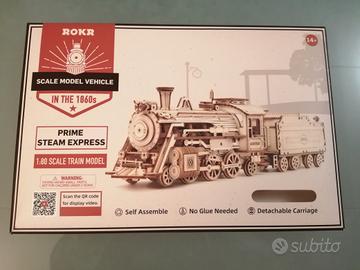 ROKR
SCALE MODEL VEHICLE
IN THE 1860s
PRIME
STEAM EXPRESS
1:80 SCALE TRAIN MODEL
14+
WARNING:
Scan the QR code
for display video.
Self Assemble
No Glue Needed
Detachable Carriage
subito